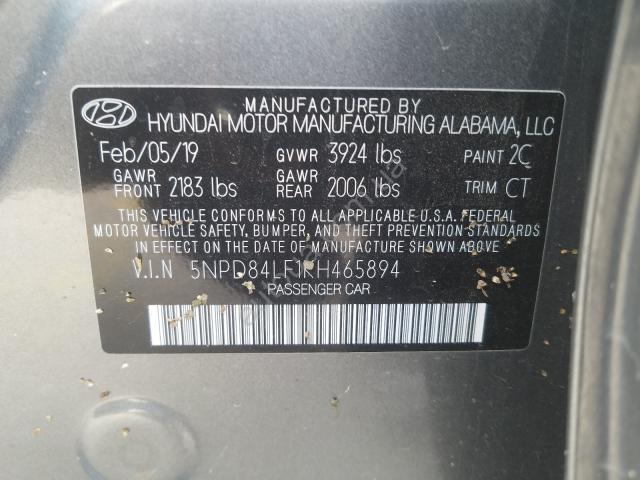 MANUFACTURED BY
HYUNDAI MOTOR MANUFACTURING ALABAMA, LLC
Feb/05/19 GVWR 3924 lbs PAINT 2C
GAWR FRONT 2183 lbs GAWR REAR 2006 lbs TRIM CT
THIS VEHICLE CONFORMS TO ALL APPLICABLE U.S.A. FEDERAL
MOTOR VEHICLE SAFETY, BUMPER, AND THEFT PREVENTION STANDARDS
IN EFFECT ON THE DATE OF MANUFACTURE SHOWN ABOVE
V.I.N 5NPD84LF1KH465894
PASSENGER CAR